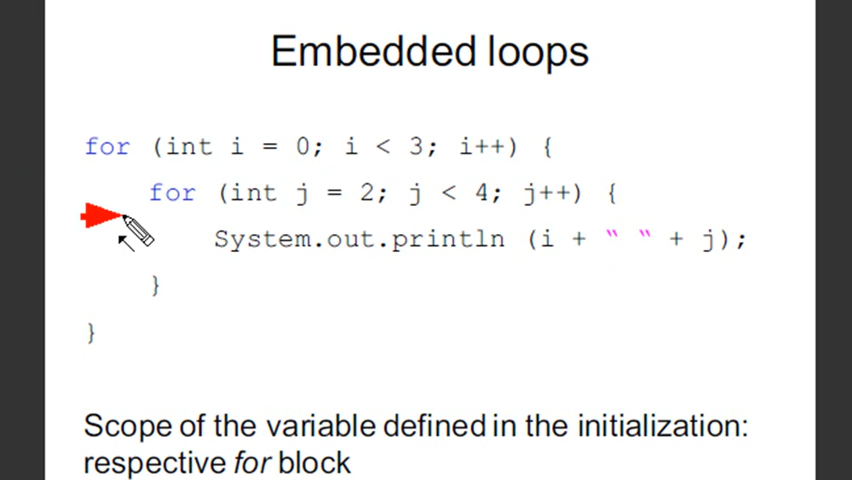 Embedded loops
for (int i = 0; i < 3; i++) {
for (int j = 2; j < 4; j++) {
System.out.println (i + " " + j);
}
}
Scope of the variable defined in the initialization:
respective for block